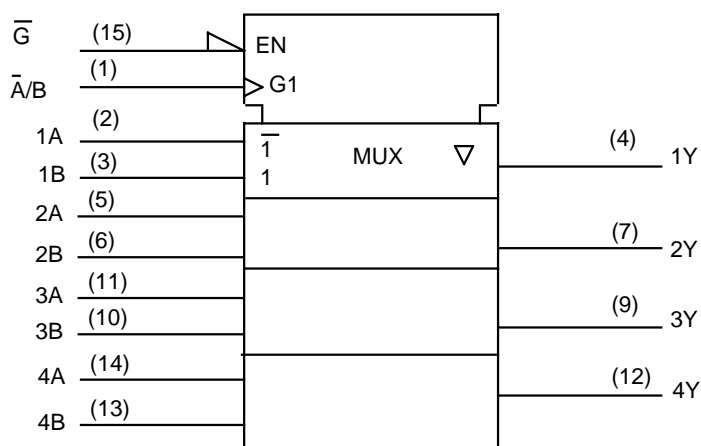 G̅ (15) EN
A̅/B (1) G1
1A (2) 1̅ MUX ▽ (4) 1Y
1B (3) 1
2A (5)
2B (6) (7) 2Y
3A (11)
3B (10) (9) 3Y
4A (14)
4B (13) (12) 4Y